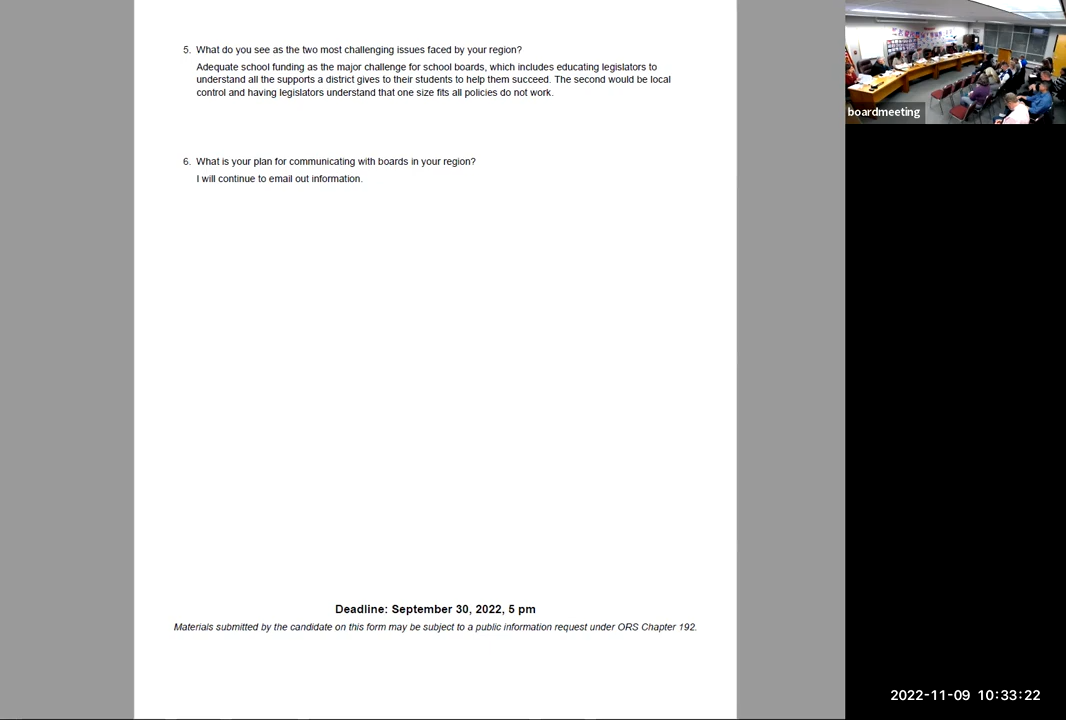 5. What do you see as the two most challenging issues faced by your region?
Adequate school funding as the major challenge for school boards, which includes educating legislators to
understand all the supports a district gives to their students to help them succeed. The second would be local
control and having legislators understand that one size fits all policies do not work.
6. What is your plan for communicating with boards in your region?
I will continue to email out information.
Deadline: September 30, 2022, 5 pm
Materials submitted by the candidate on this form may be subject to a public information request under ORS Chapter 192.
boardmeeting
2022-11-09 10:33:22